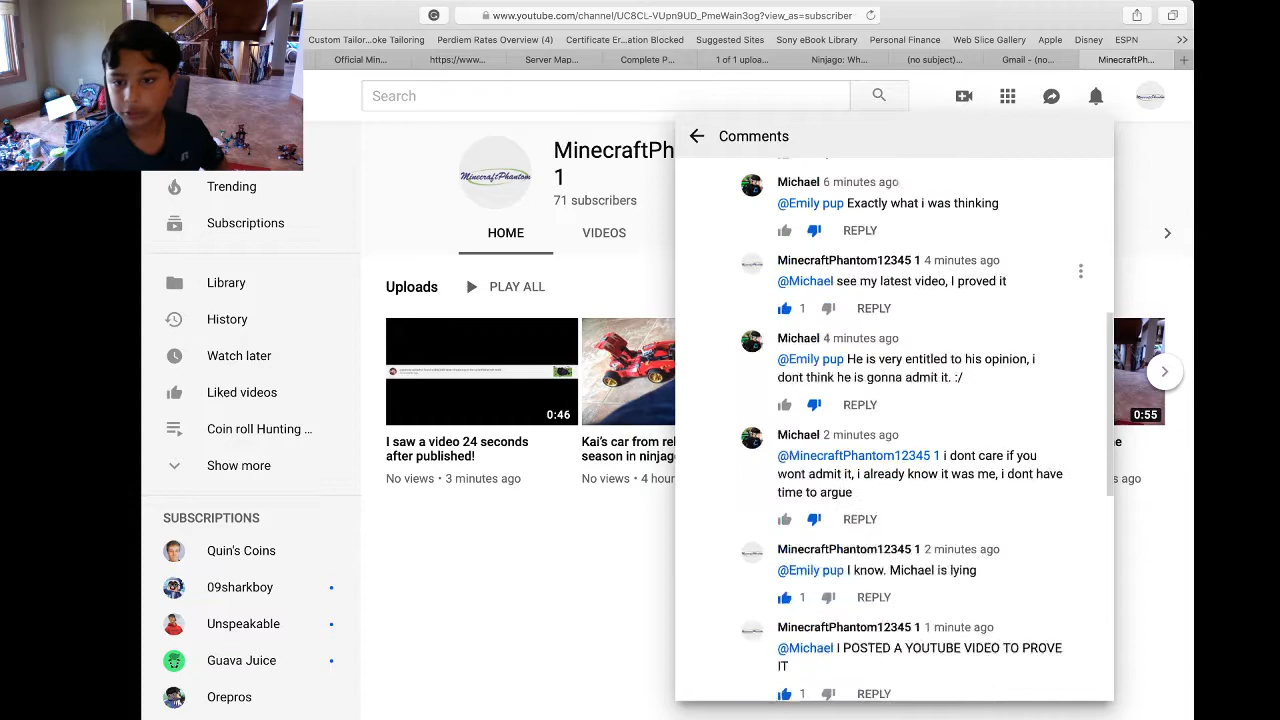 www.youtube.com/channel/UC8CL-VUpn9UD_PmeWain3og?view_as=subscriber
Custom Tailor...oke Tailoring Perdiem Rates Overview (4) Certificate Er...ation Blocked Suggested Sites Sony eBook Library Personal Finance Web Slice Gallery Apple Disney ESPN
Official Min... https://www... Server Map... Complete P... 1 of 1 uploa... Ninjago: Wh... (no subject)... Gmail - (no... MinecraftPh...
Search
Comments
MinecraftPh
1
71 subscribers
HOME VIDEOS
Trending
Subscriptions
Library
History
Watch later
Liked videos
Coin roll Hunting ...
Show more
SUBSCRIPTIONS
Quin's Coins
09sharkboy
Unspeakable
Guava Juice
Orepros
Uploads PLAY ALL
0:46
I saw a video 24 seconds
after published!
No views • 3 minutes ago
Kai's car from re
season in ninjago
No views • 4 hour
0:55
ne
s ago
Michael 6 minutes ago
@Emily pup Exactly what i was thinking
REPLY
MinecraftPhantom12345 1 4 minutes ago
@Michael see my latest video, I proved it
1 REPLY
Michael 4 minutes ago
@Emily pup He is very entitled to his opinion, i
dont think he is gonna admit it. :/
REPLY
Michael 2 minutes ago
@MinecraftPhantom12345 1 i dont care if you
wont admit it, i already know it was me, i dont have
time to argue
REPLY
MinecraftPhantom12345 1 2 minutes ago
@Emily pup I know. Michael is lying
1 REPLY
MinecraftPhantom12345 1 1 minute ago
@Michael I POSTED A YOUTUBE VIDEO TO PROVE
IT
1 REPLY